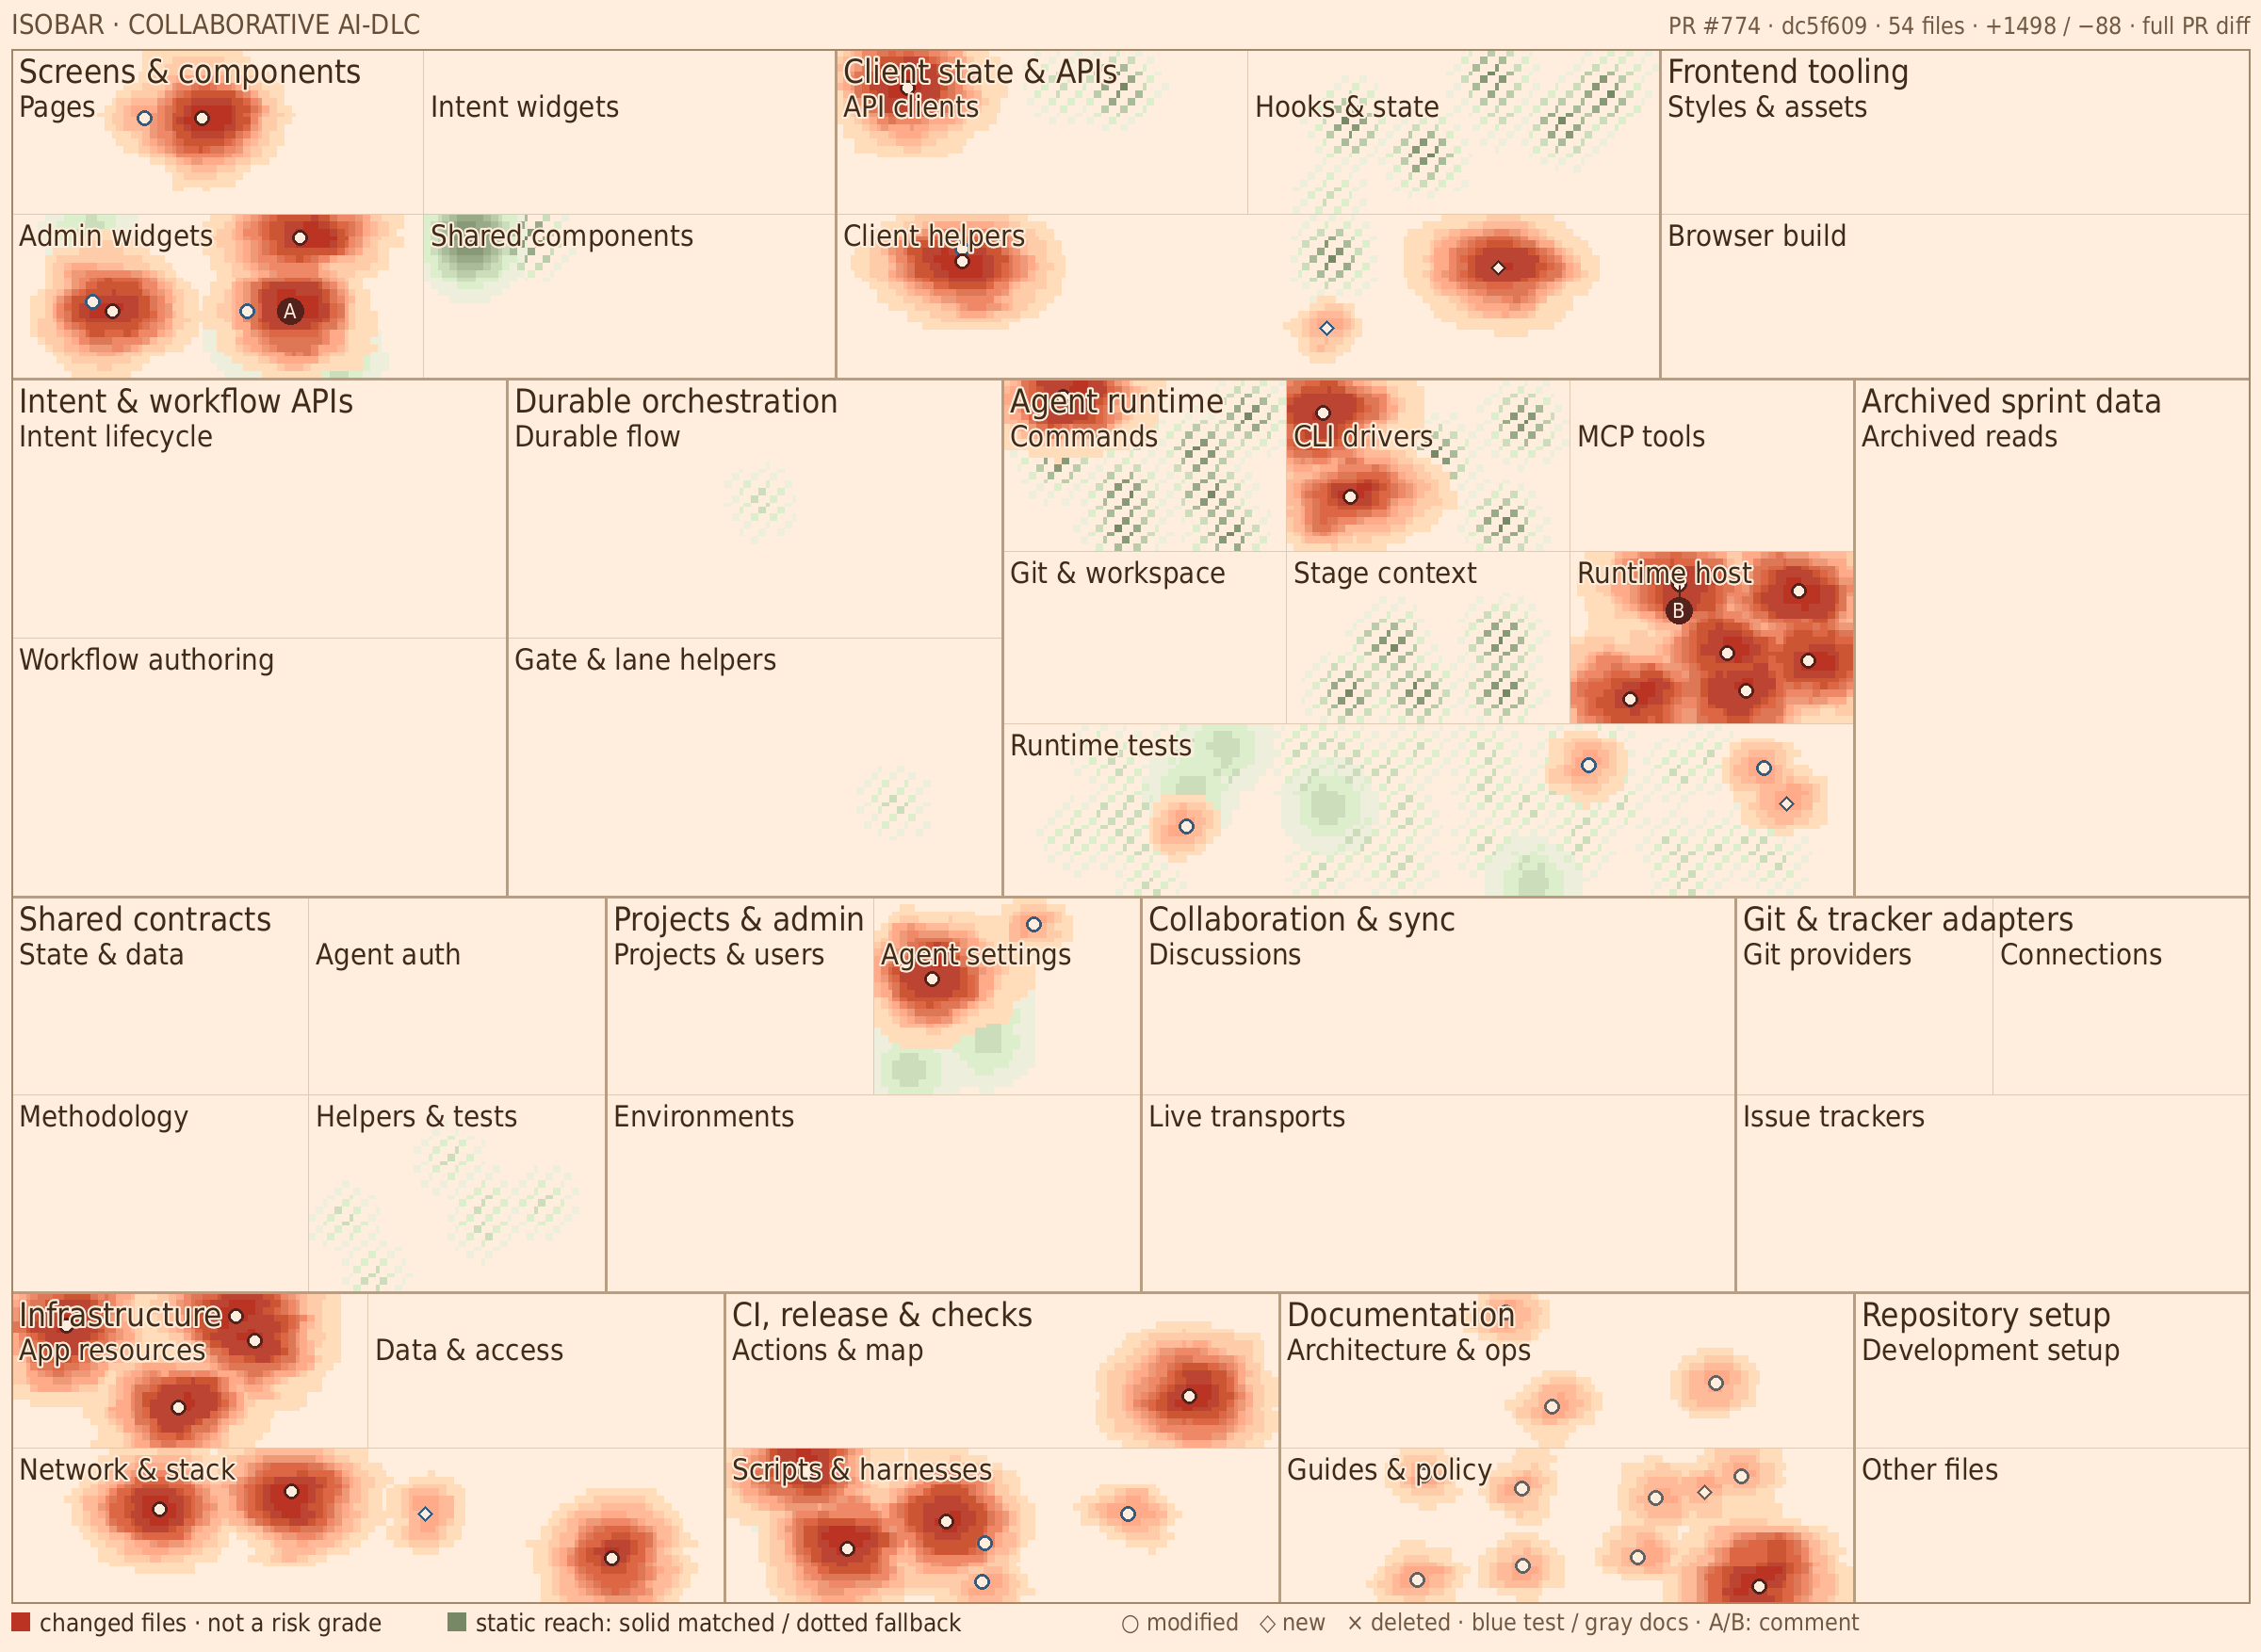 ISOBAR · COLLABORATIVE AI-DLC
PR #774 · dc5f609 · 54 files · +1498 / −88 · full PR diff
Screens & components
Pages
Intent widgets
Client state & APIs
API clients
Hooks & state
Frontend tooling
Styles & assets
Admin widgets
A
Shared components
Client helpers
Browser build
Intent & workflow APIs
Intent lifecycle
Durable orchestration
Durable flow
Agent runtime
Commands
CLI drivers
MCP tools
Archived sprint data
Archived reads
Git & workspace
Stage context
Runtime host
B
Workflow authoring
Gate & lane helpers
Runtime tests
Shared contracts
State & data
Agent auth
Projects & admin
Projects & users
Agent settings
Collaboration & sync
Discussions
Git & tracker adapters
Git providers
Connections
Methodology
Helpers & tests
Environments
Live transports
Issue trackers
Infrastructure
App resources
Data & access
CI, release & checks
Actions & map
Documentation
Architecture & ops
Repository setup
Development setup
Network & stack
Scripts & harnesses
Guides & policy
Other files
changed files · not a risk grade
static reach: solid matched / dotted fallback
○ modified ◇ new × deleted · blue test / gray docs · A/B: comment